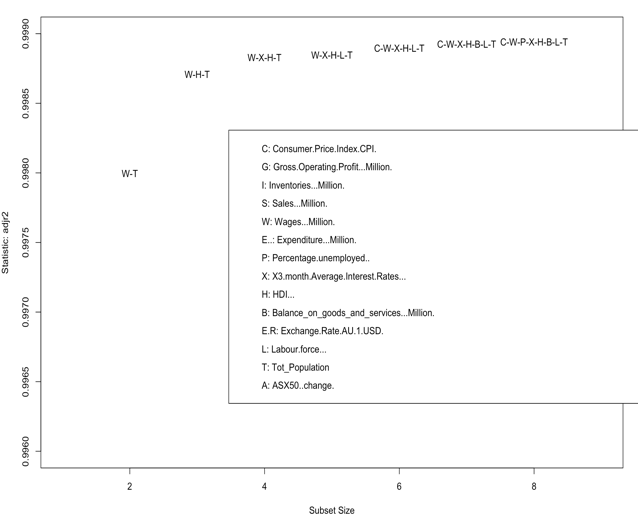 0.9990
C-W-P-X-H-B-L-T
C-W-X-H-B-L-T
C-W-X-H-L-T
W-X-H-L-T
W-X-H-T
W-H-T
0.9985
0.9980
W-T
0.9975
0.9970
0.9965
0.9960
Statistic: adjr2
C: Consumer.Price.Index.CPI.
G: Gross.Operating.Profit...Million.
I: Inventories...Million.
S: Sales...Million.
W: Wages...Million.
E..: Expenditure...Million.
P: Percentage.unemployed..
X: X3.month.Average.Interest.Rates...
H: HDI...
B: Balance_on_goods_and_services...Million.
E.R: Exchange.Rate.AU.1.USD.
L: Labour.force...
T: Tot_Population
A: ASX50..change.
2 4 6 8
Subset Size